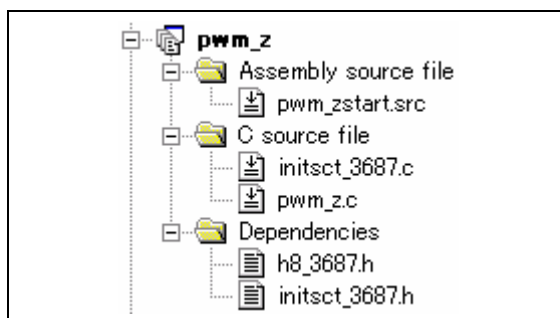 pwm_z
Assembly source file
pwm_zstart.src
C source file
initsct_3687.c
pwm_z.c
Dependencies
h8_3687.h
initsct_3687.h